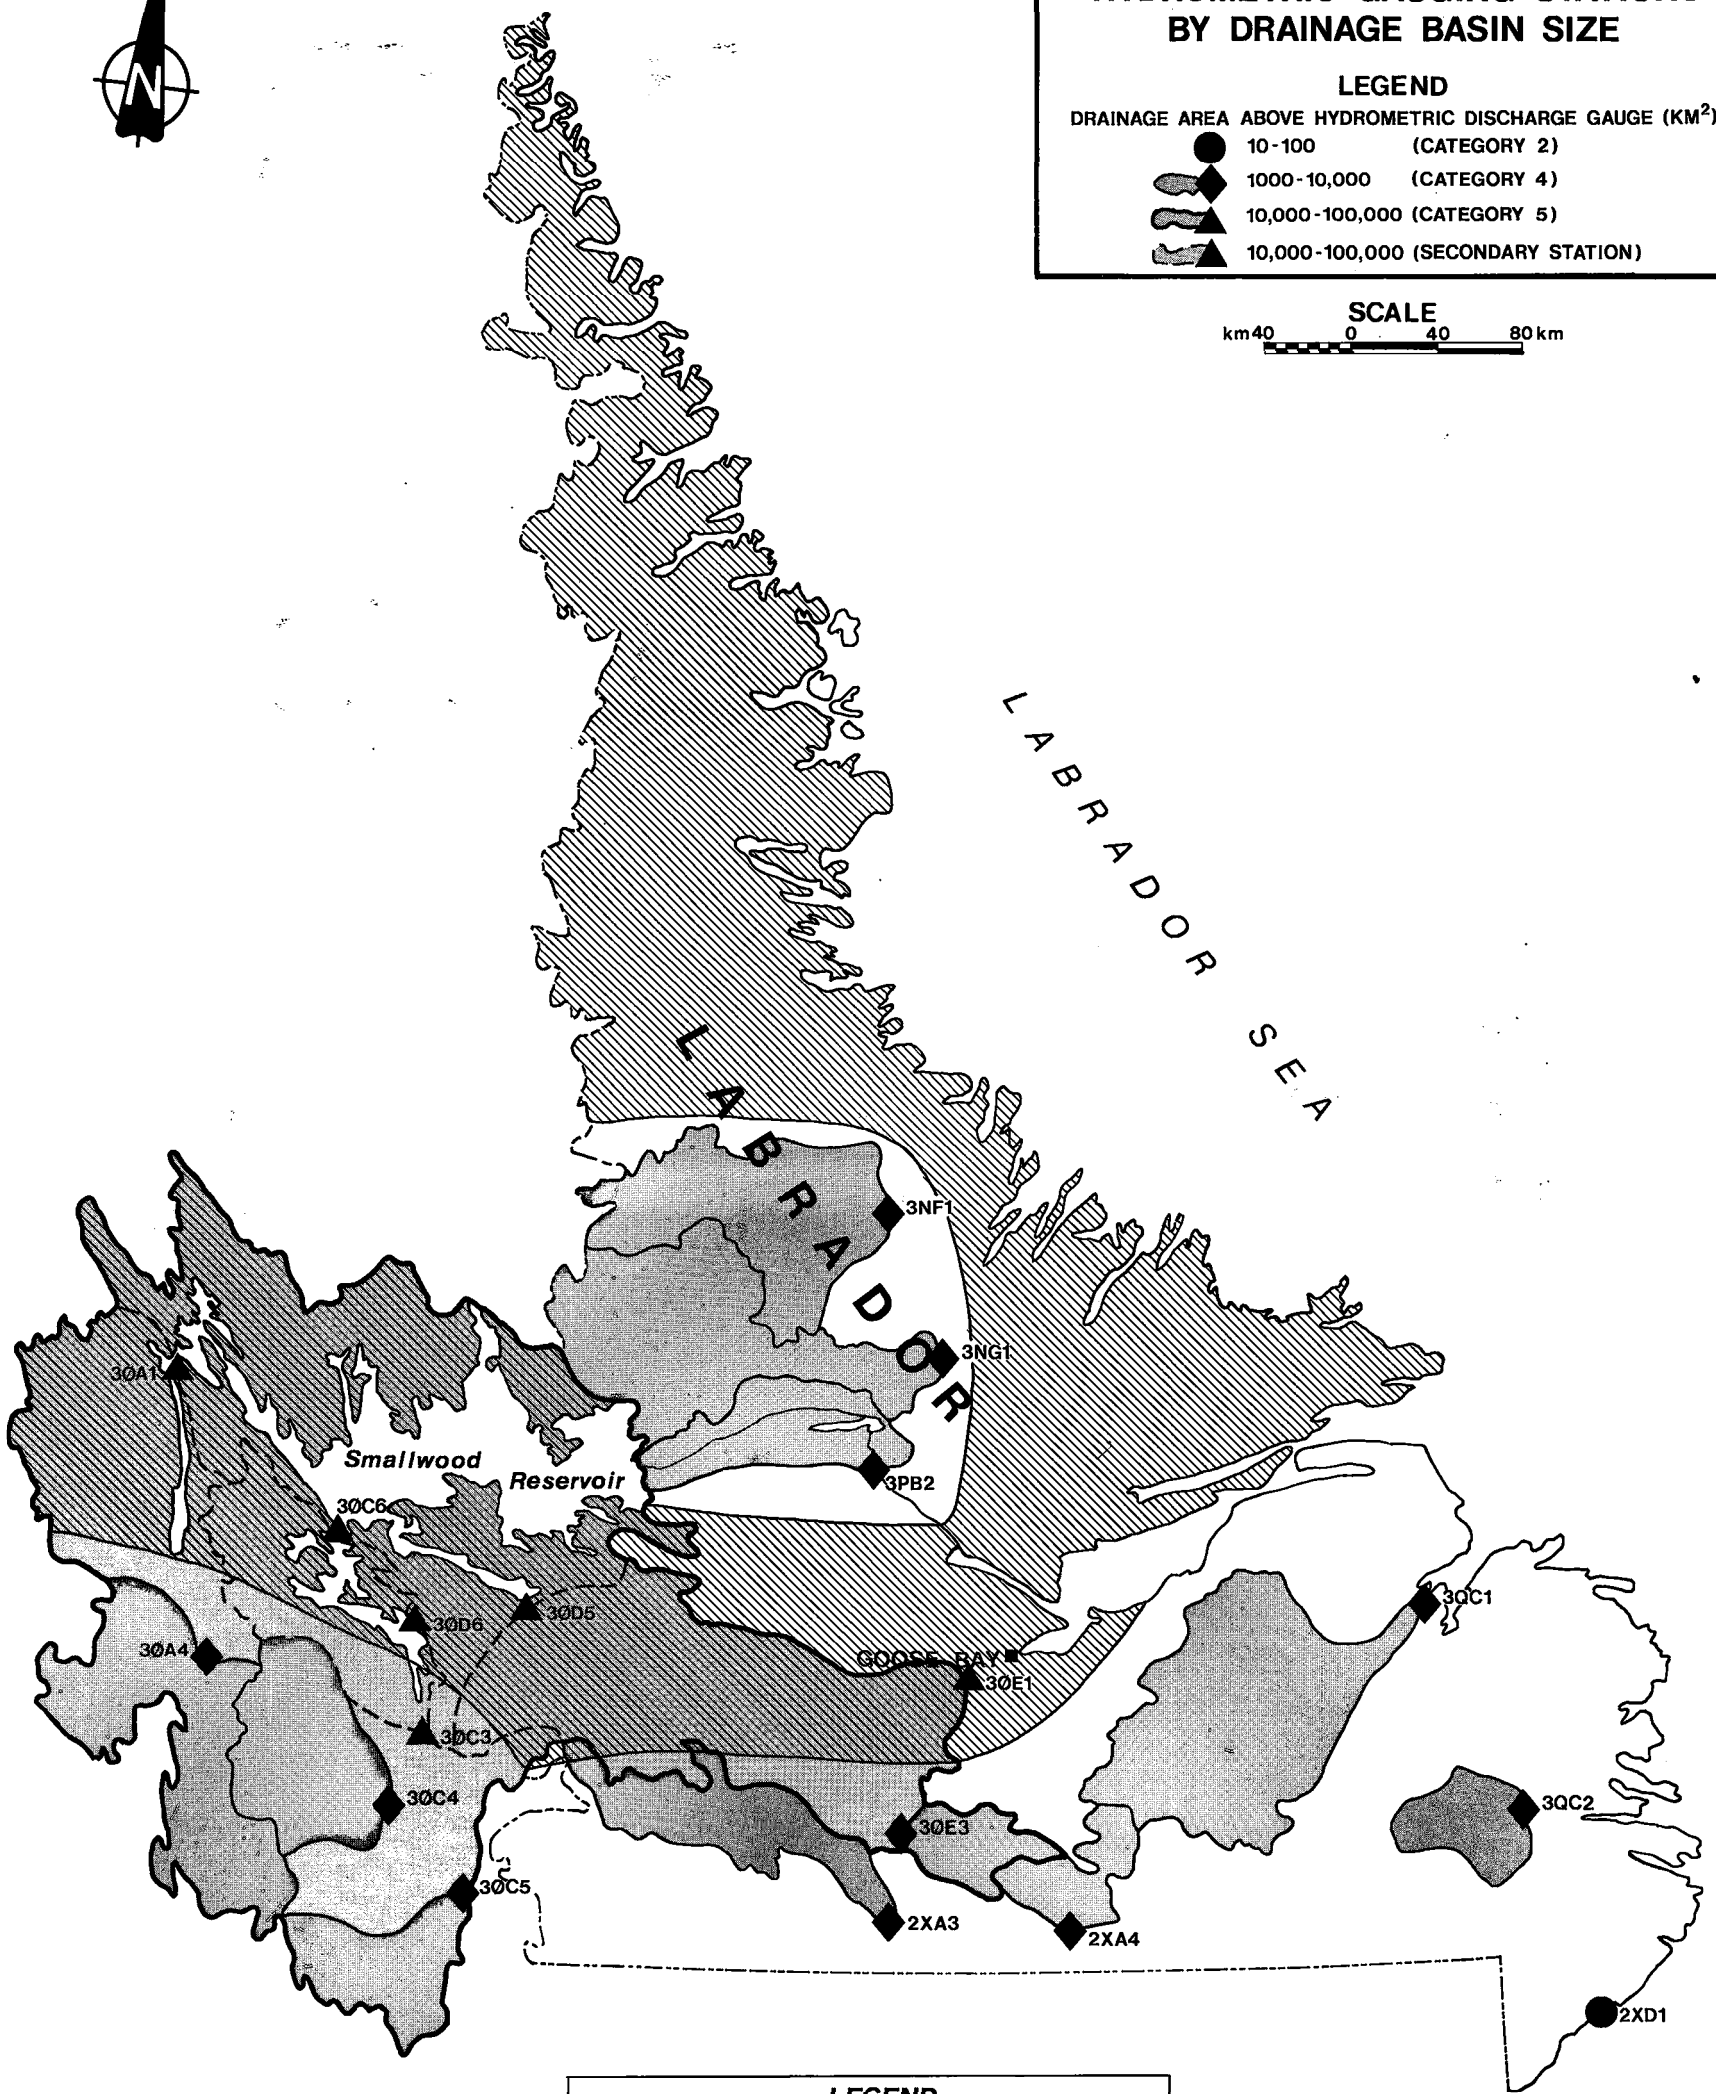 N
BY DRAINAGE BASIN SIZE
LEGEND
DRAINAGE AREA ABOVE HYDROMETRIC DISCHARGE GAUGE (KM²)
10-100 (CATEGORY 2)
1000-10,000 (CATEGORY 4)
10,000-100,000 (CATEGORY 5)
10,000-100,000 (SECONDARY STATION)
SCALE
km 40 0 40 80 km
LABRADOR SEA
LABRADOR
3NF1
3NG1
3ØA1
Smallwood
Reservoir
3PB2
3ØC6
3QC1
3ØD5
3ØD6
3ØA4
GOOSE BAY
3ØE1
3ØC3
3ØC4
3QC2
3ØE3
3ØC5
2XA3
2XA4
2XD1
LEGEND